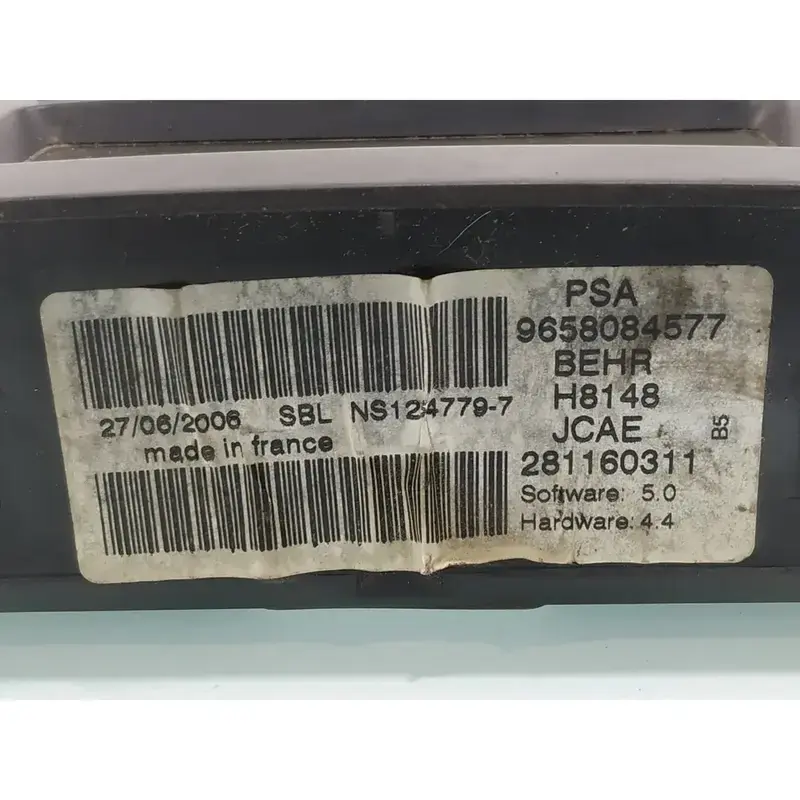 27/06/2006 SBL NS124779-7
made in france
PSA
9658084577
BEHR
H8148
JCAE
281160311
B5
Software: 5.0
Hardware: 4.4